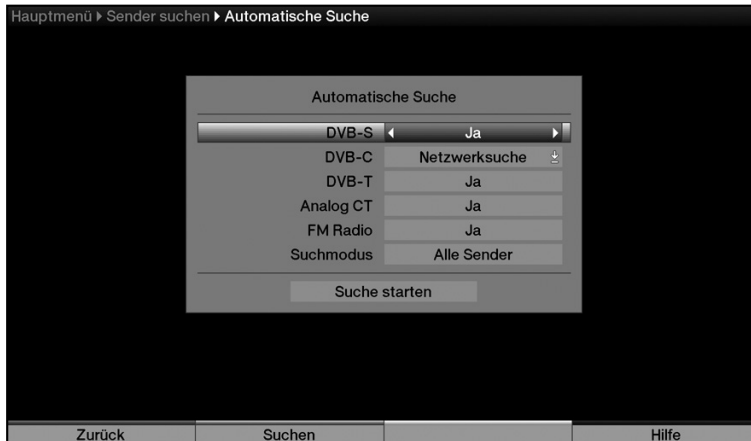 Hauptmenü ▸ Sender suchen ▸ Automatische Suche
Automatische Suche
DVB-S Ja
DVB-C Netzwerksuche
DVB-T Ja
Analog CT Ja
FM Radio Ja
Suchmodus Alle Sender
Suche starten
Zurück Suchen Hilfe